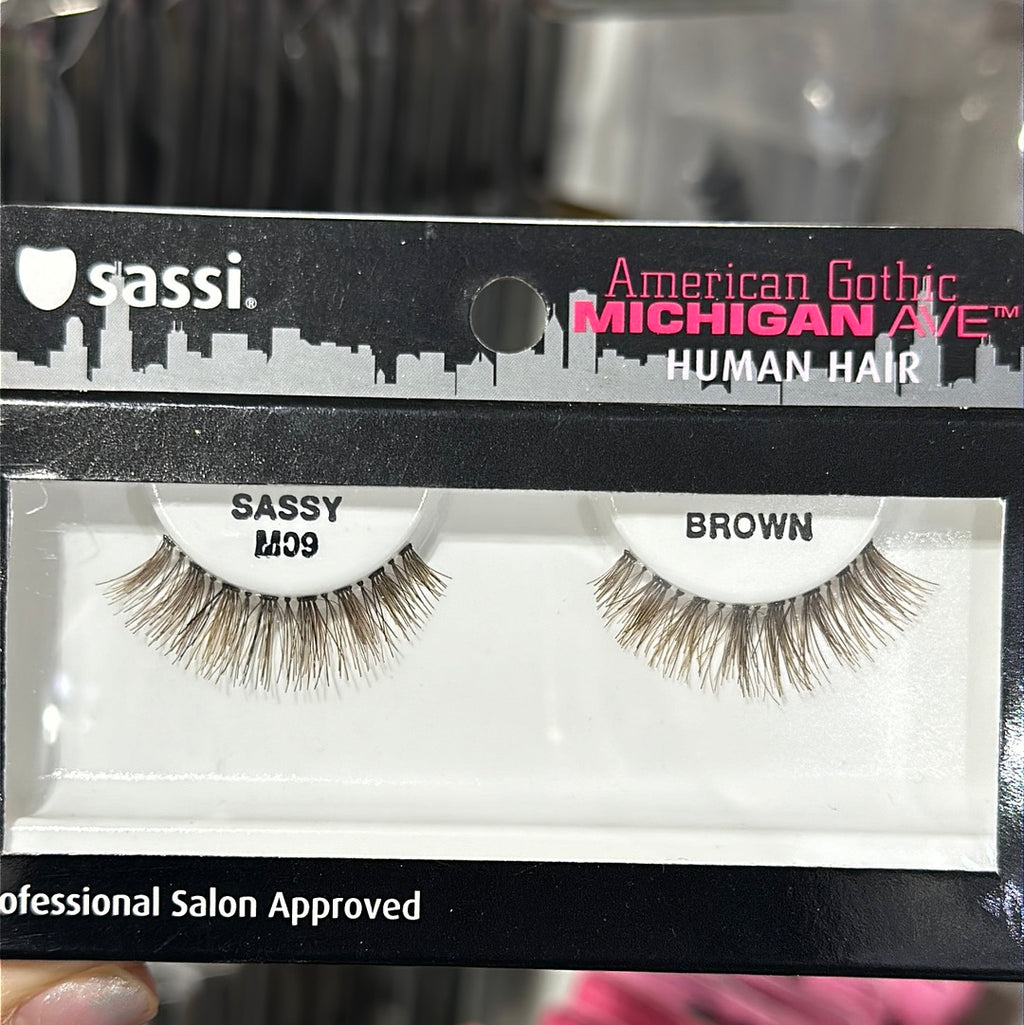 sassi®
American Gothic
MICHIGAN AVE™
HUMAN HAIR
SASSY
M09
BROWN
ofessional Salon Approved